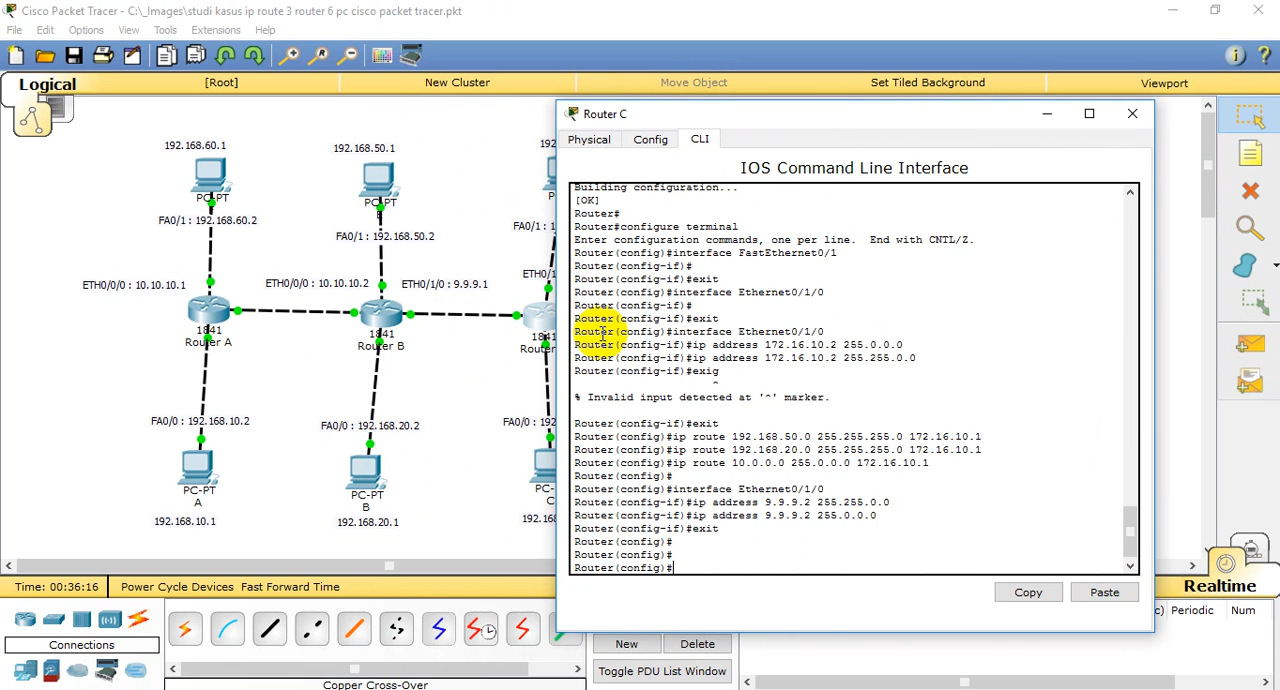 Cisco Packet Tracer - C:\_Images\studi kasus ip route 3 router 6 pc cisco packet tracer.pkt
File Edit Options View Tools Extensions Help
Logical [Root] New Cluster Move Object Set Tiled Background Viewport
192.168.60.1
192.168.50.1
PC-PT
PC-PT
FA0/1 : 192.168.60.2
FA0/1 : 192.168.50.2
FA0/1 :
ETH0/0/0 : 10.10.10.1
ETH0/0/0 : 10.10.10.2
ETH0/1/0 : 9.9.9.1
1841
Router A
1841
Router B
FA0/0 : 192.168.10.2
FA0/0 : 192.168.20.2
FA0/0 :
PC-PT
A
PC-PT
B
192.168.10.1
192.168.20.1
Router C
Physical Config CLI
IOS Command Line Interface
Building configuration...
[OK]
Router#
Router#configure terminal
Enter configuration commands, one per line.  End with CNTL/Z.
Router(config)#interface FastEthernet0/1
Router(config-if)#
Router(config-if)#exit
Router(config)#interface Ethernet0/1/0
Router(config-if)#
Router(config-if)#exit
Router(config)#interface Ethernet0/1/0
Router(config-if)#ip address 172.16.10.2 255.0.0.0
Router(config-if)#ip address 172.16.10.2 255.255.0.0
Router(config-if)#exig
^
% Invalid input detected at '^' marker.
Router(config-if)#exit
Router(config)#ip route 192.168.50.0 255.255.255.0 172.16.10.1
Router(config)#ip route 192.168.20.0 255.255.255.0 172.16.10.1
Router(config)#ip route 10.0.0.0 255.0.0.0 172.16.10.1
Router(config)#
Router(config)#interface Ethernet0/1/0
Router(config-if)#ip address 9.9.9.2 255.255.0.0
Router(config-if)#ip address 9.9.9.2 255.0.0.0
Router(config-if)#exit
Router(config)#
Router(config)#
Router(config)#
Copy Paste
Time: 00:36:16 Power Cycle Devices Fast Forward Time
Realtime
Connections
Copper Cross-Over
New Delete
Toggle PDU List Window
Periodic Num